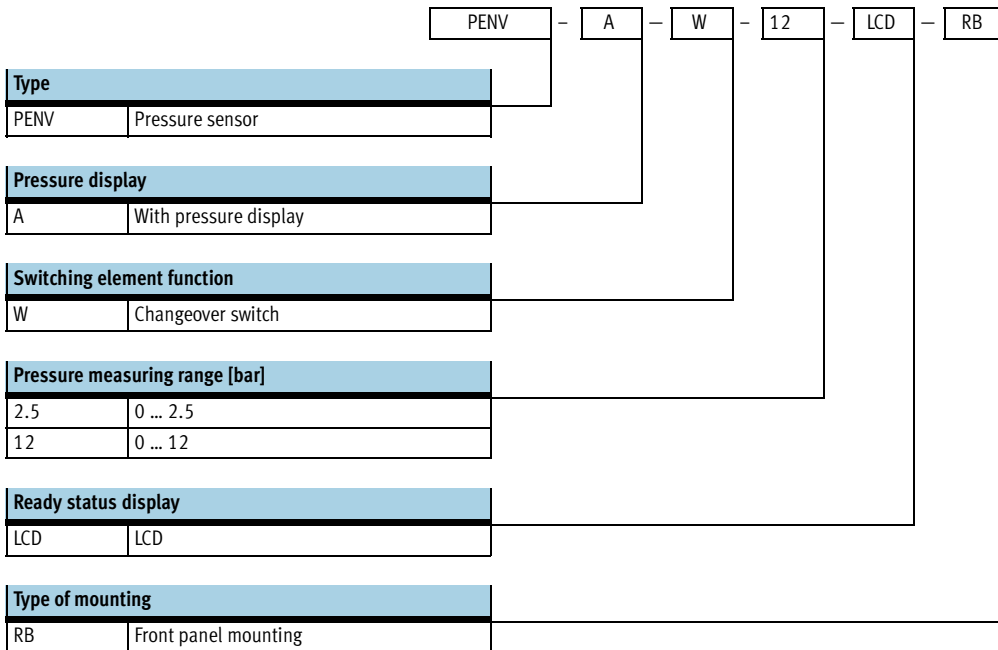 PENV – A — W – 12 — LCD — RB
Type
PENV Pressure sensor
Pressure display
A With pressure display
Switching element function
W Changeover switch
Pressure measuring range [bar]
2.5 0 ... 2.5
12 0 ... 12
Ready status display
LCD LCD
Type of mounting
RB Front panel mounting